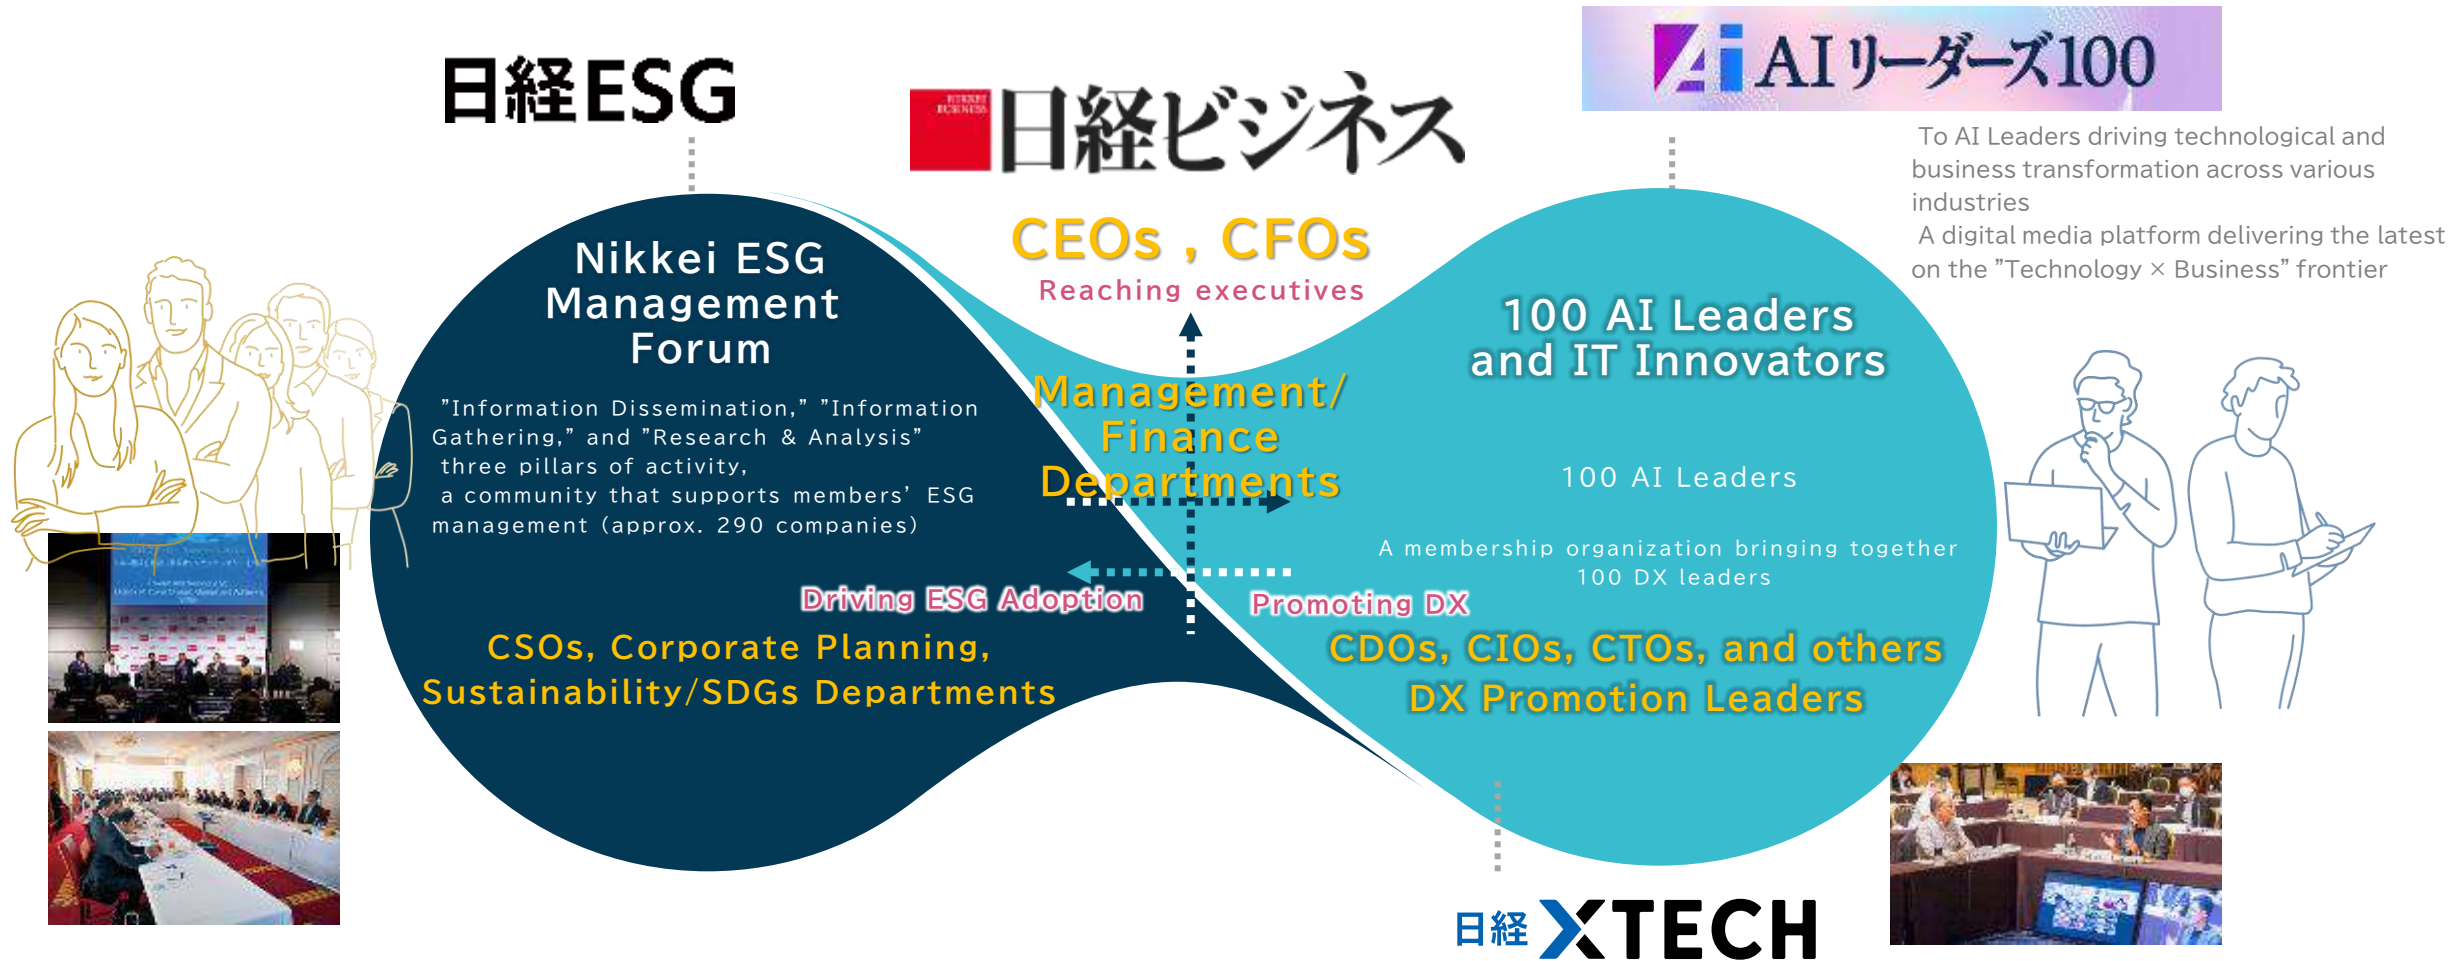 日経ESG
NIKKEI
BUSINESS
日経ビジネス
Ai AIリーダーズ100
To AI Leaders driving technological and
business transformation across various
industries
A digital media platform delivering the latest
on the ”Technology × Business” frontier
CEOs , CFOs
Reaching executives
Nikkei ESG
Management
Forum
”Information Dissemination,” ”Information
Gathering,” and ”Research & Analysis”
three pillars of activity,
a community that supports members’ ESG
management (approx. 290 companies)
Management/
Finance
Departments
100 AI Leaders
and IT Innovators
100 AI Leaders
A membership organization bringing together
100 DX leaders
Driving ESG Adoption
Promoting DX
CSOs, Corporate Planning,
Sustainability/SDGs Departments
CDOs, CIOs, CTOs, and others
DX Promotion Leaders
日経 XTECH